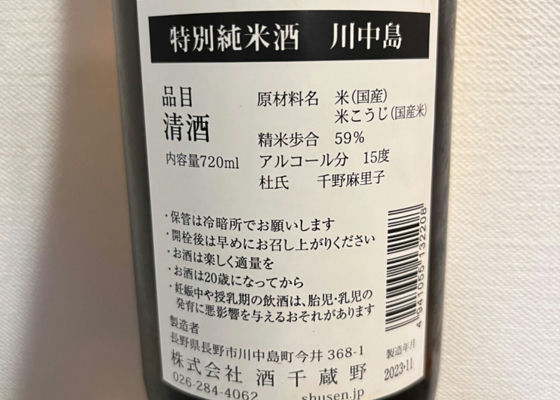 特別純米酒 川中島
品目
清酒
内容量720ml
原材料名 米(国産)
米こうじ(国産米)
精米歩合 59%
アルコール分 15度
杜氏 千野麻里子
・保管は冷暗所でお願いします
・開栓後は早めにお召し上がりください
・お酒は楽しく適量を
・お酒は20歳になってから
・妊娠中や授乳期の飲酒は、胎児・乳児の
発育に悪影響を与えるおそれがあります
製造者
長野県長野市川中島町今井368-1
株式会社 酒千蔵野
026-284-4062 shusen.jp
4941055132208
製造年月
2023・11